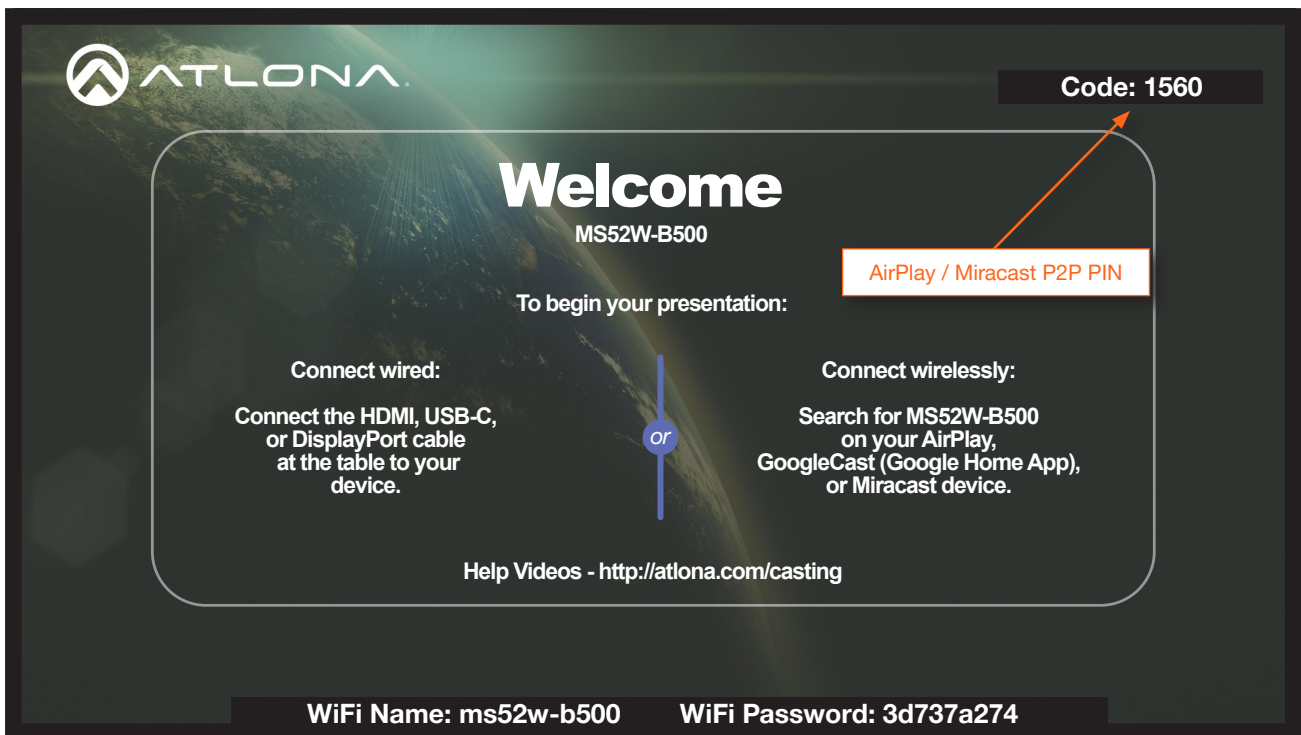 ATLONA.
Code: 1560
Welcome
MS52W-B500
AirPlay / Miracast P2P PIN
To begin your presentation:
Connect wired:
Connect the HDMI, USB-C,
or DisplayPort cable
at the table to your
device.
or
Connect wirelessly:
Search for MS52W-B500
on your AirPlay,
GoogleCast (Google Home App),
or Miracast device.
Help Videos - http://atlona.com/casting
WiFi Name: ms52w-b500 WiFi Password: 3d737a274